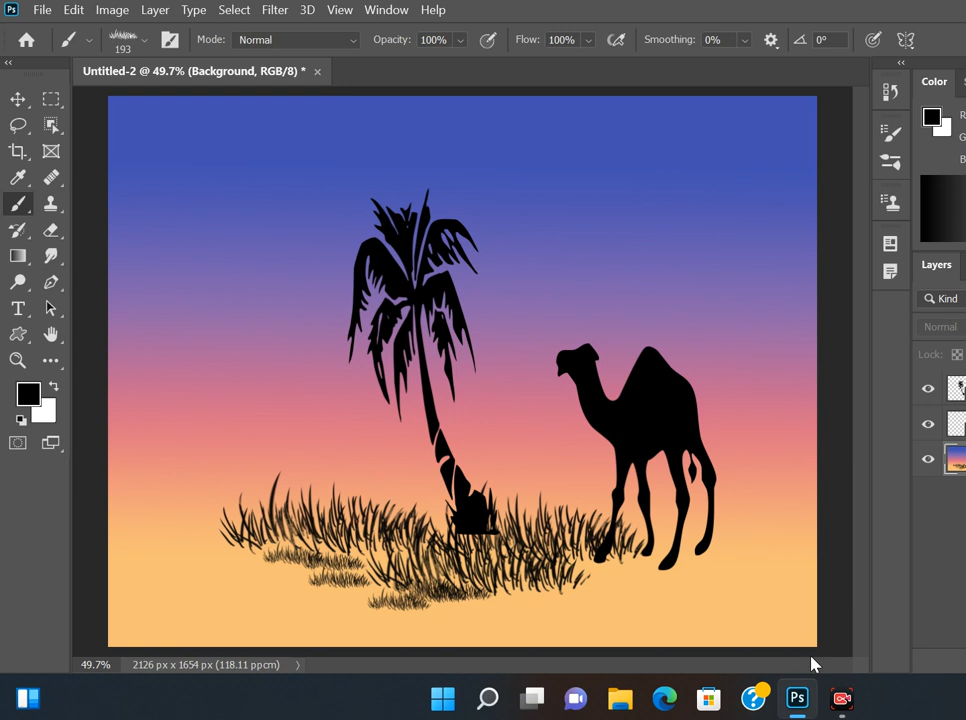 Ps File Edit Image Layer Type Select Filter 3D View Window Help
193 Mode: Normal Opacity: 100% Flow: 100% Smoothing: 0% 0°
Untitled-2 @ 49.7% (Background, RGB/8) * ×
Color
R
G
B
T
Layers
Kind
Normal
Lock:
49.7% 2126 px x 1654 px (118.11 ppcm)
Ps